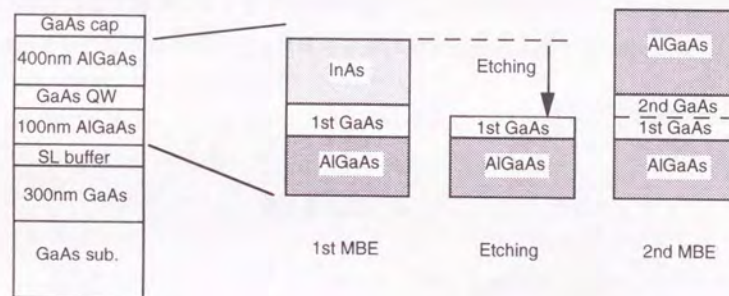 GaAs cap
400nm AlGaAs
GaAs QW
100nm AlGaAs
SL buffer
300nm GaAs
GaAs sub.
InAs
1st GaAs
AlGaAs
1st MBE
Etching
1st GaAs
AlGaAs
Etching
AlGaAs
2nd GaAs
1st GaAs
AlGaAs
2nd MBE